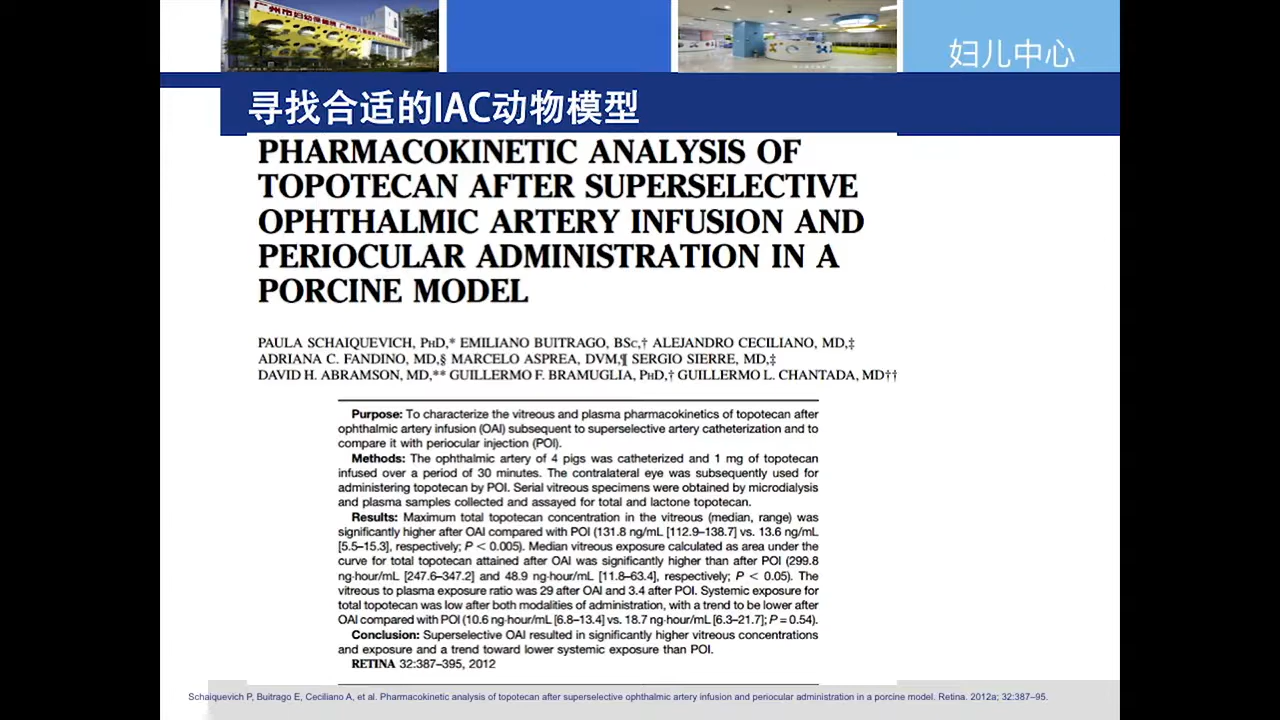 广州市妇幼保健院
妇儿中心
寻找合适的IAC动物模型
PHARMACOKINETIC ANALYSIS OF
TOPOTECAN AFTER SUPERSELECTIVE
OPHTHALMIC ARTERY INFUSION AND
PERIOCULAR ADMINISTRATION IN A
PORCINE MODEL
PAULA SCHAIQUEVICH, PHD,* EMILIANO BUITRAGO, BSC,† ALEJANDRO CECILIANO, MD,‡
ADRIANA C. FANDINO, MD,§ MARCELO ASPREA, DVM,¶ SERGIO SIERRE, MD,‡
DAVID H. ABRAMSON, MD,** GUILLERMO F. BRAMUGLIA, PHD,† GUILLERMO L. CHANTADA, MD††
Purpose: To characterize the vitreous and plasma pharmacokinetics of topotecan after
ophthalmic artery infusion (OAI) subsequent to superselective artery catheterization and to
compare it with periocular injection (POI).
Methods: The ophthalmic artery of 4 pigs was catheterized and 1 mg of topotecan
infused over a period of 30 minutes. The contralateral eye was subsequently used for
administering topotecan by POI. Serial vitreous specimens were obtained by microdialysis
and plasma samples collected and assayed for total and lactone topotecan.
Results: Maximum total topotecan concentration in the vitreous (median, range) was
significantly higher after OAI compared with POI (131.8 ng/mL [112.9–138.7] vs. 13.6 ng/mL
[5.5–15.3], respectively; P < 0.005). Median vitreous exposure calculated as area under the
curve for total topotecan attained after OAI was significantly higher than after POI (299.8
ng·hour/mL [247.6–347.2] and 48.9 ng·hour/mL [11.8–63.4], respectively; P < 0.05). The
vitreous to plasma exposure ratio was 29 after OAI and 3.4 after POI. Systemic exposure for
total topotecan was low after both modalities of administration, with a trend to be lower after
OAI compared with POI (10.6 ng·hour/mL [6.8–13.4] vs. 18.7 ng·hour/mL [6.3–21.7]; P = 0.54).
Conclusion: Superselective OAI resulted in significantly higher vitreous concentrations
and exposure and a trend toward lower systemic exposure than POI.
RETINA 32:387–395, 2012
Schaiquevich P, Buitrago E, Ceciliano A, et al. Pharmacokinetic analysis of topotecan after superselective ophthalmic artery infusion and periocular administration in a porcine model. Retina. 2012a; 32:387–95.